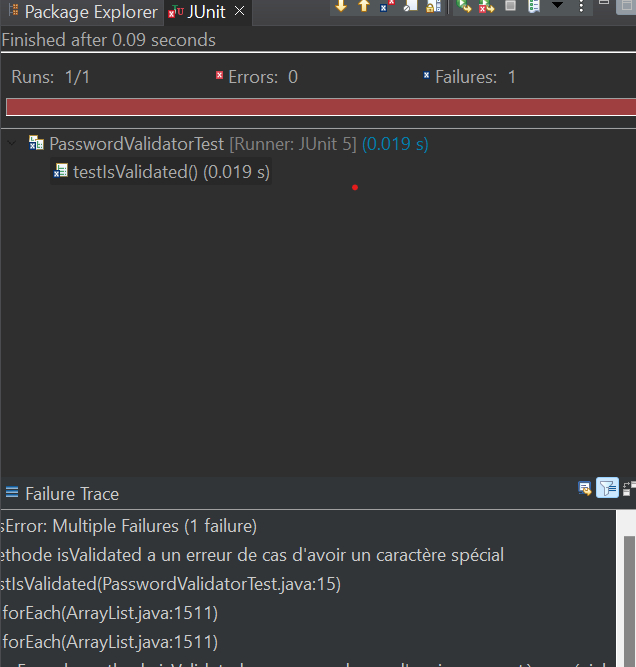 Package Explorer JUnit
Finished after 0.09 seconds
Runs: 1/1 Errors: 0 Failures: 1
PasswordValidatorTest [Runner: JUnit 5] (0.019 s)
testIsValidated() (0.019 s)
Failure Trace
sError: Multiple Failures (1 failure)
ethode isValidated a un erreur de cas d'avoir un caractère spécial
stIsValidated(PasswordValidatorTest.java:15)
forEach(ArrayList.java:1511)
forEach(ArrayList.java:1511)